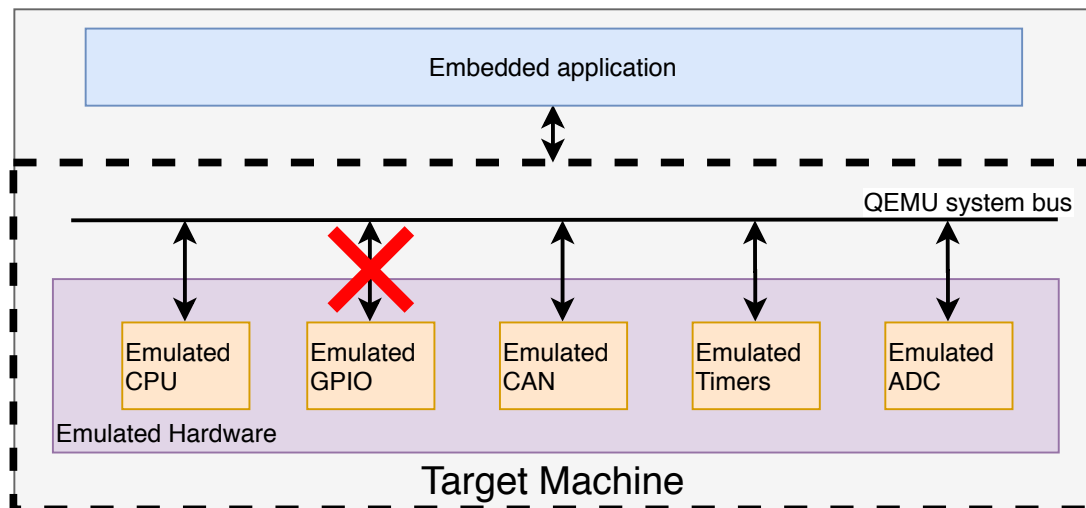 Embedded application
QEMU system bus
Emulated
CPU
Emulated
GPIO
Emulated
CAN
Emulated
Timers
Emulated
ADC
Emulated Hardware
Target Machine